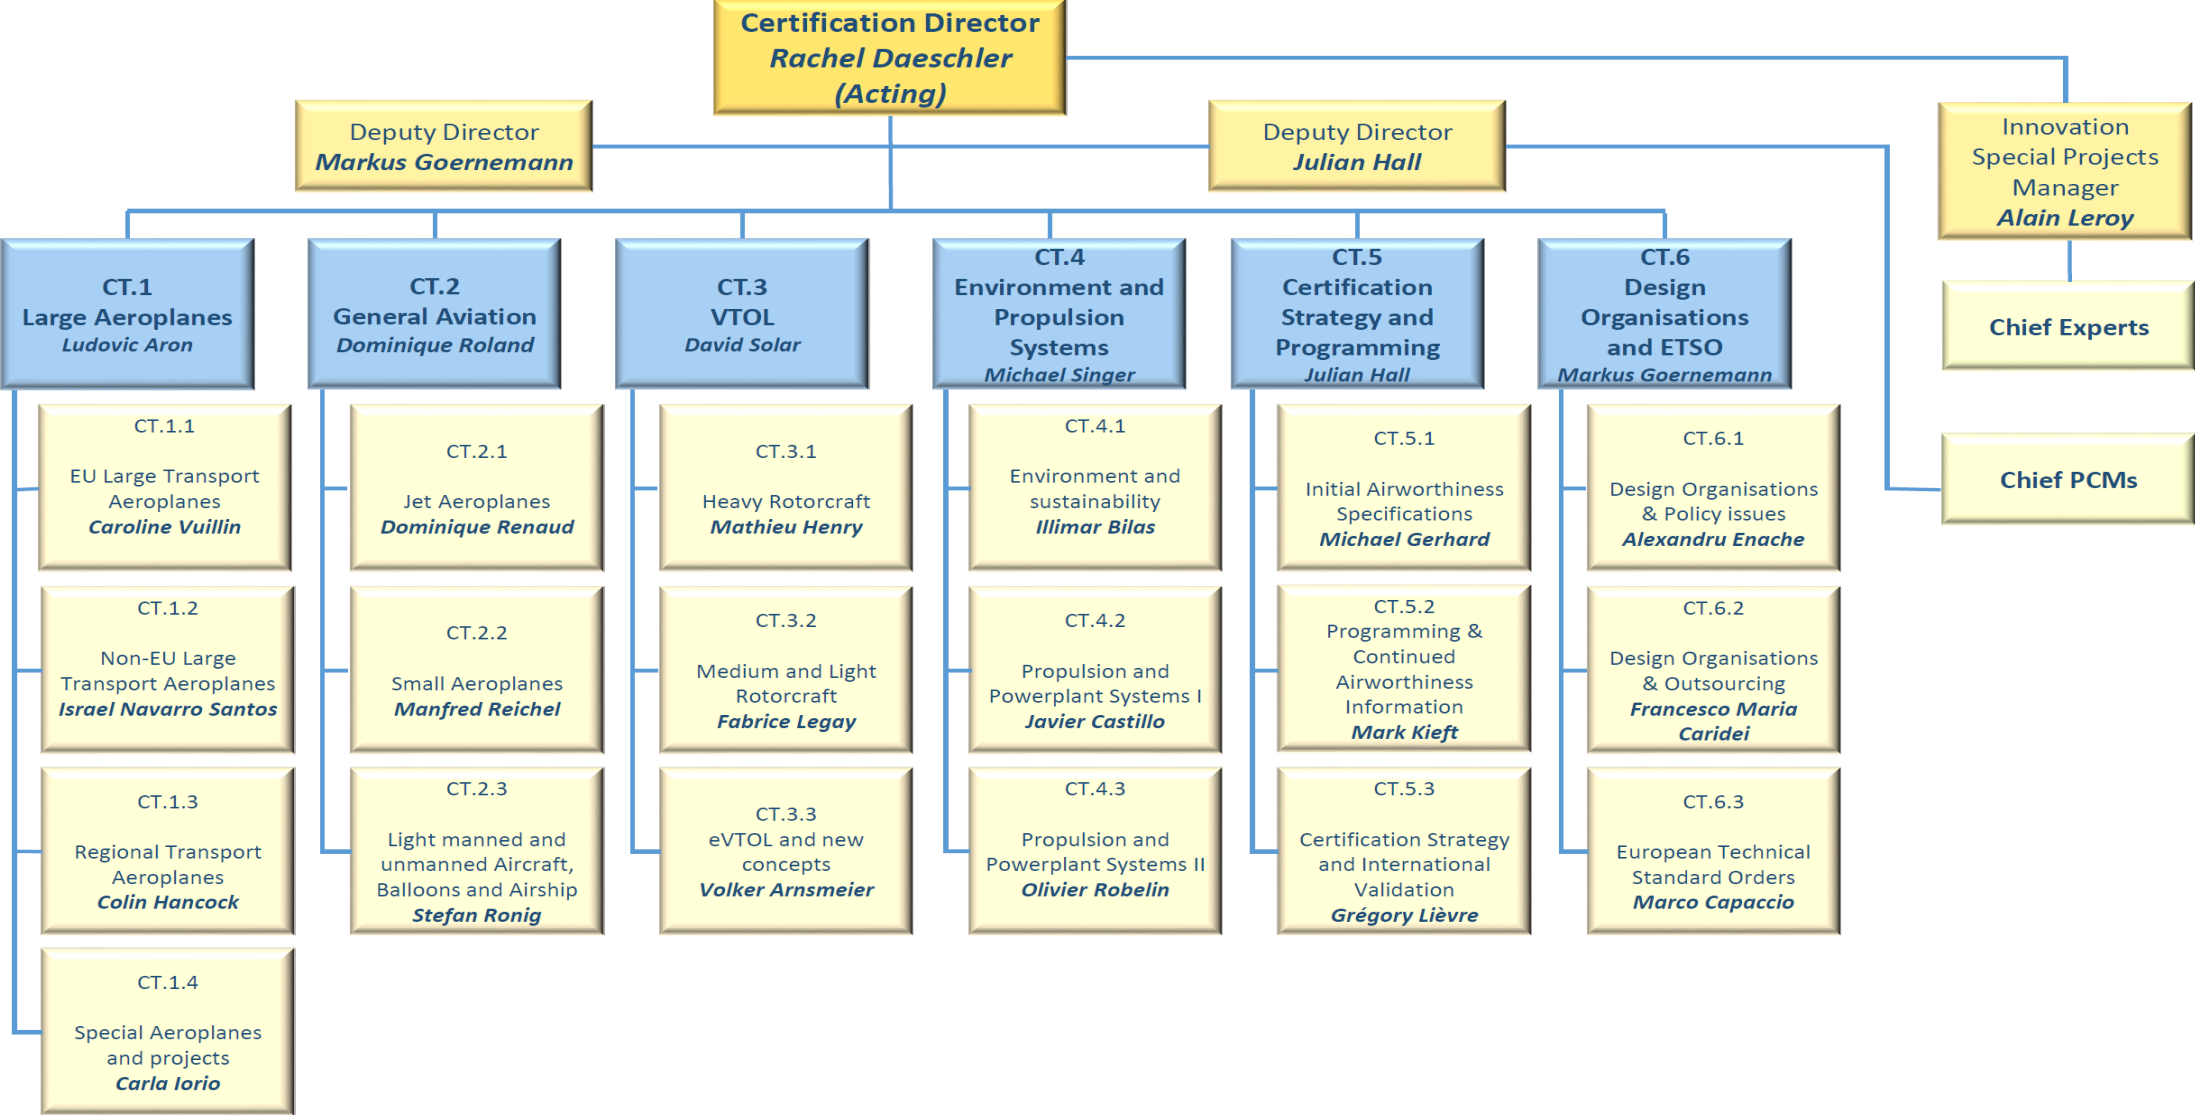 Certification Director
Rachel Daeschler
(Acting)
Deputy Director
Markus Goernemann
Deputy Director
Julian Hall
Innovation
Special Projects
Manager
Alain Leroy
Chief Experts
Chief PCMs
CT.1
Large Aeroplanes
Ludovic Aron
CT.2
General Aviation
Dominique Roland
CT.3
VTOL
David Solar
CT.4
Environment and
Propulsion
Systems
Michael Singer
CT.5
Certification
Strategy and
Programming
Julian Hall
CT.6
Design
Organisations
and ETSO
Markus Goernemann
CT.1.1
EU Large Transport
Aeroplanes
Caroline Vuillin
CT.1.2
Non-EU Large
Transport Aeroplanes
Israel Navarro Santos
CT.1.3
Regional Transport
Aeroplanes
Colin Hancock
CT.1.4
Special Aeroplanes
and projects
Carla Iorio
CT.2.1
Jet Aeroplanes
Dominique Renaud
CT.2.2
Small Aeroplanes
Manfred Reichel
CT.2.3
Light manned and
unmanned Aircraft,
Balloons and Airship
Stefan Ronig
CT.3.1
Heavy Rotorcraft
Mathieu Henry
CT.3.2
Medium and Light
Rotorcraft
Fabrice Legay
CT.3.3
eVTOL and new
concepts
Volker Arnsmeier
CT.4.1
Environment and
sustainability
Illimar Bilas
CT.4.2
Propulsion and
Powerplant Systems I
Javier Castillo
CT.4.3
Propulsion and
Powerplant Systems II
Olivier Robelin
CT.5.1
Initial Airworthiness
Specifications
Michael Gerhard
CT.5.2
Programming &
Continued
Airworthiness
Information
Mark Kieft
CT.5.3
Certification Strategy
and International
Validation
Grégory Lièvre
CT.6.1
Design Organisations
& Policy issues
Alexandru Enache
CT.6.2
Design Organisations
& Outsourcing
Francesco Maria
Caridei
CT.6.3
European Technical
Standard Orders
Marco Capaccio